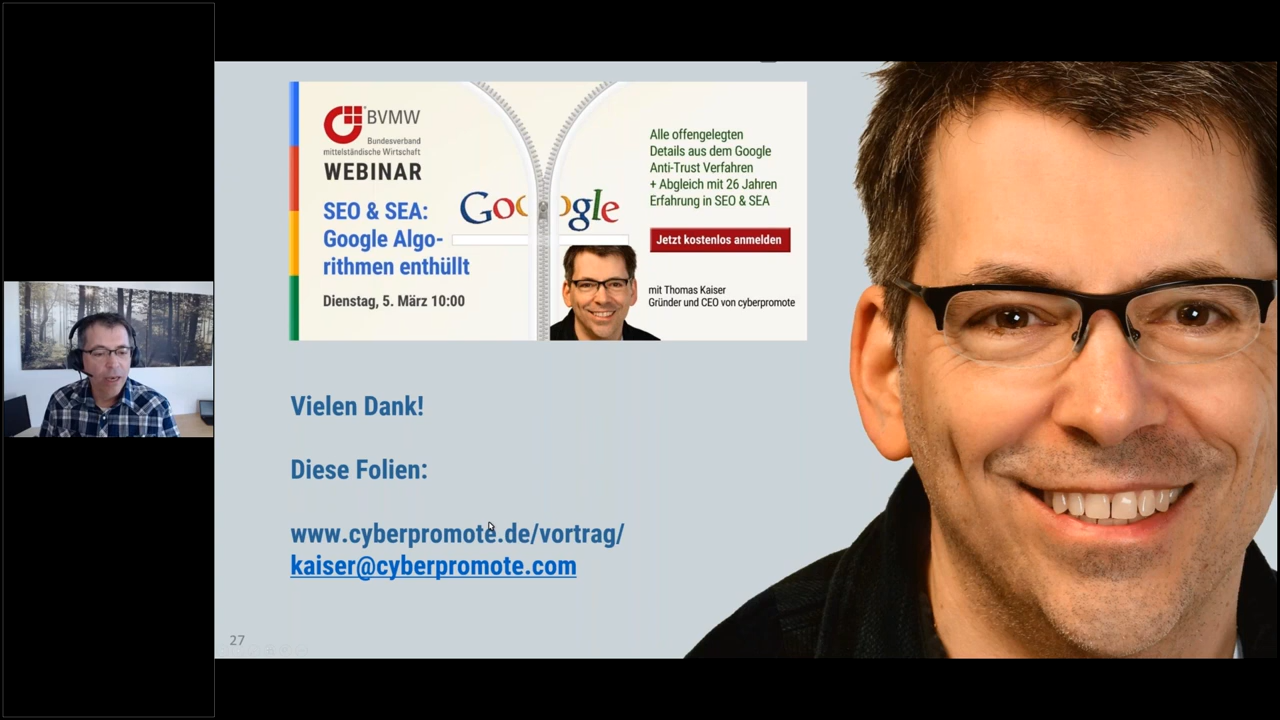 BVMW
Bundesverband
mittelständische Wirtschaft
WEBINAR
SEO & SEA:
Google Algo-
rithmen enthüllt
Dienstag, 5. März 10:00
Goo ogle
Alle offengelegten
Details aus dem Google
Anti-Trust Verfahren
+ Abgleich mit 26 Jahren
Erfahrung in SEO & SEA
Jetzt kostenlos anmelden
mit Thomas Kaiser
Gründer und CEO von cyberpromote
Vielen Dank!
Diese Folien:
www.cyberpromote.de/vortrag/
kaiser@cyberpromote.com
27